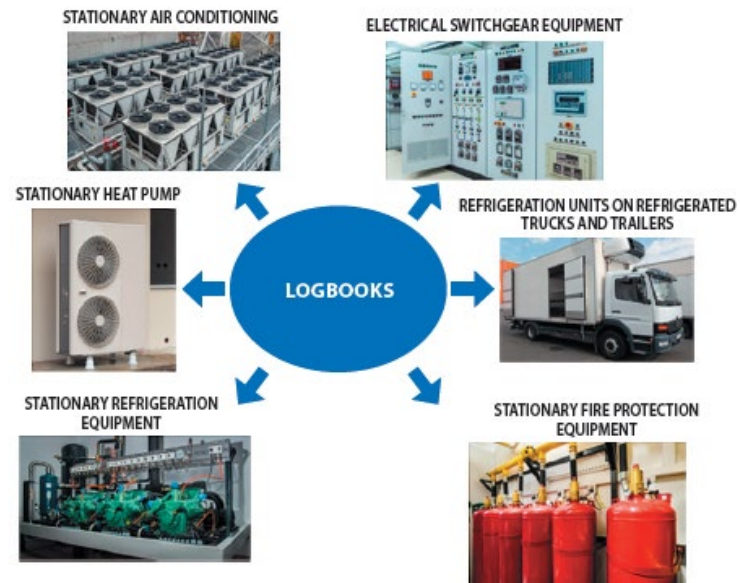 STATIONARY AIR CONDITIONING
ELECTRICAL SWITCHGEAR EQUIPMENT
STATIONARY HEAT PUMP
REFRIGERATION UNITS ON REFRIGERATED
TRUCKS AND TRAILERS
LOGBOOKS
STATIONARY REFRIGERATION
EQUIPMENT
STATIONARY FIRE PROTECTION
EQUIPMENT